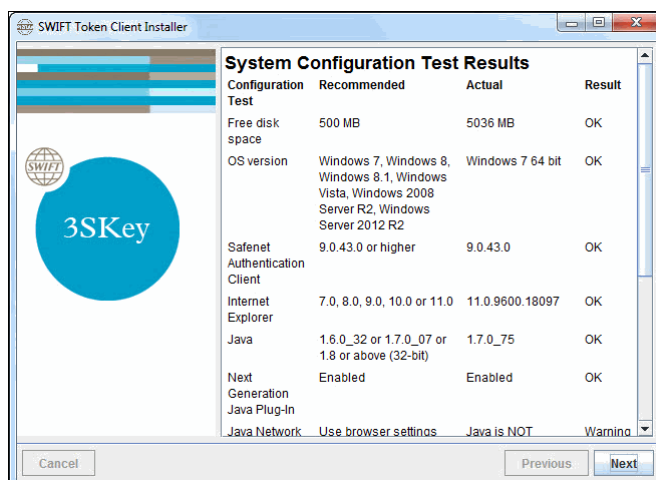 SWIFT Token Client Installer
System Configuration Test Results
Configuration Test Recommended Actual Result
Free disk space 500 MB 5036 MB OK
OS version Windows 7, Windows 8, Windows 8.1, Windows Vista, Windows 2008 Server R2, Windows Server 2012 R2 Windows 7 64 bit OK
Safenet Authentication Client 9.0.43.0 or higher 9.0.43.0 OK
Internet Explorer 7.0, 8.0, 9.0, 10.0 or 11.0 11.0.9600.18097 OK
Java 1.6.0_32 or 1.7.0_07 or 1.8 or above (32-bit) 1.7.0_75 OK
Next Generation Java Plug-In Enabled Enabled OK
Java Network Use browser settings Java is NOT Warning
SWIFT
3SKey
Cancel
Previous
Next